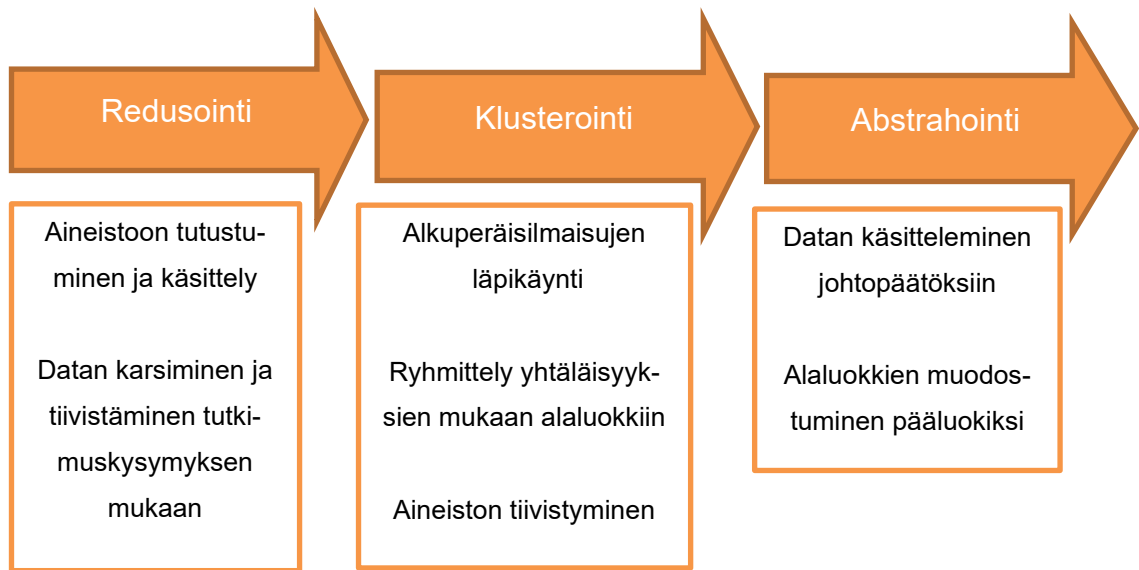 Redusointi
Klusterointi
Abstrahointi
Aineistoon tutustu-
minen ja käsittely
Datan karsiminen ja
tiivistäminen tutki-
muskysymyksen
mukaan
Alkuperäisilmaisujen
läpikäynti
Ryhmittely yhtäläisyyk-
sien mukaan alaluokkiin
Aineiston tiivistyminen
Datan käsitteleminen
johtopäätöksiin
Alaluokkien muodos-
tuminen pääluokiksi